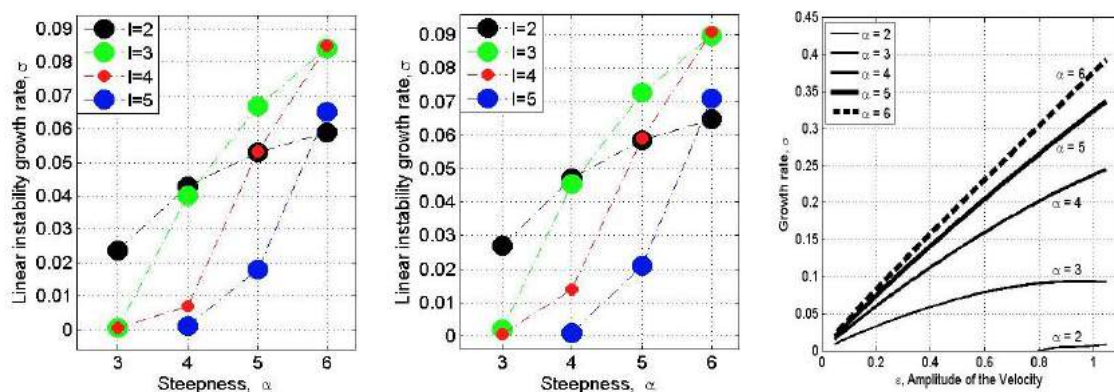 Linear instability growth rate, σ
0.09
0.08
0.07
0.06
0.05
0.04
0.03
0.02
0.01
0
l=2
l=3
l=4
l=5
3 4 5 6
Steepness, α
Linear instability growth rate, σ
0.09
0.08
0.07
0.06
0.05
0.04
0.03
0.02
0.01
0
l=2
l=3
l=4
l=5
3 4 5 6
Steepness, α
Growth rate, σ
0.45
0.4
0.35
0.3
0.25
0.2
0.15
0.1
0.05
0
α = 2
α = 3
α = 4
α = 5
α = 6
α = 6
α = 5
α = 4
α = 3
α = 2
0.2 0.4 0.6 0.8 1
ε, Amplitude of the Velocity